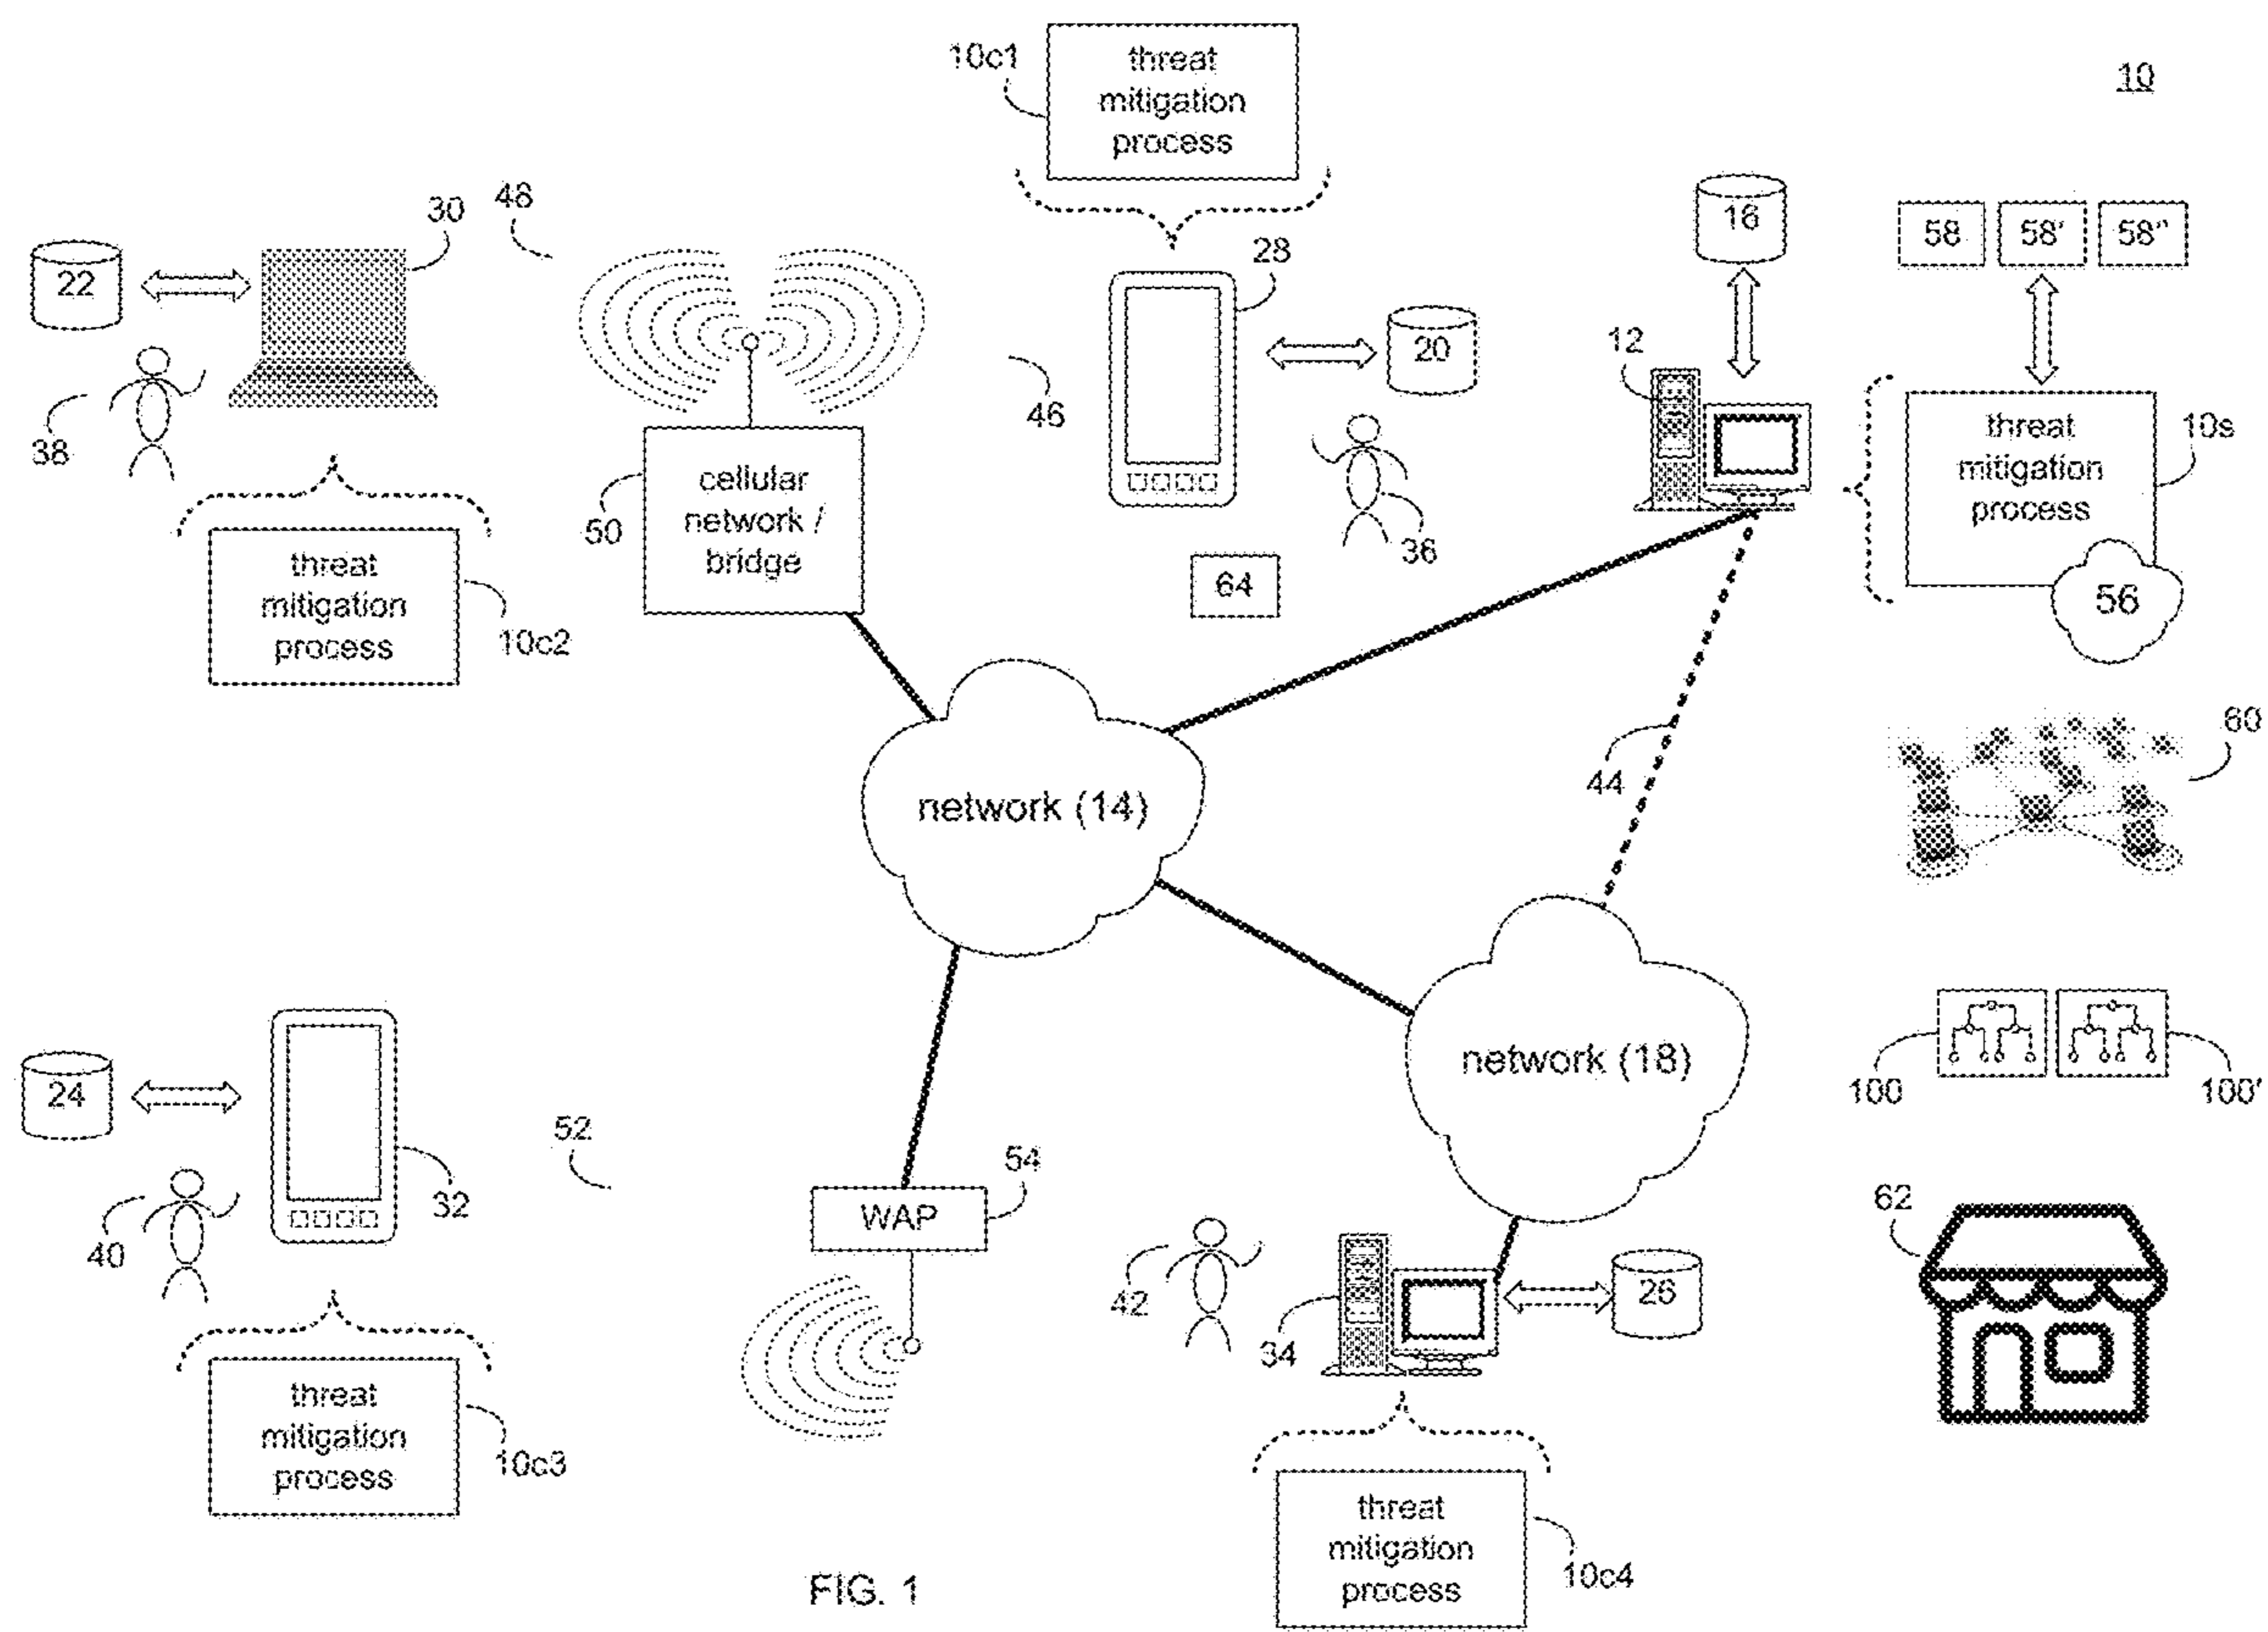 10c1
threat
mitigation
process
10
48
30
22
16
58
58'
58"
28
20
12
46
38
36
50
cellular
network /
bridge
threat
mitigation
process
10s
56
64
threat
mitigation
process
10c2
60
44
network (14)
network (18)
100
100'
24
32
40
52
54
WAP
62
42
34
26
threat
mitigation
process
10c3
threat
mitigation
process
10c4
FIG. 1